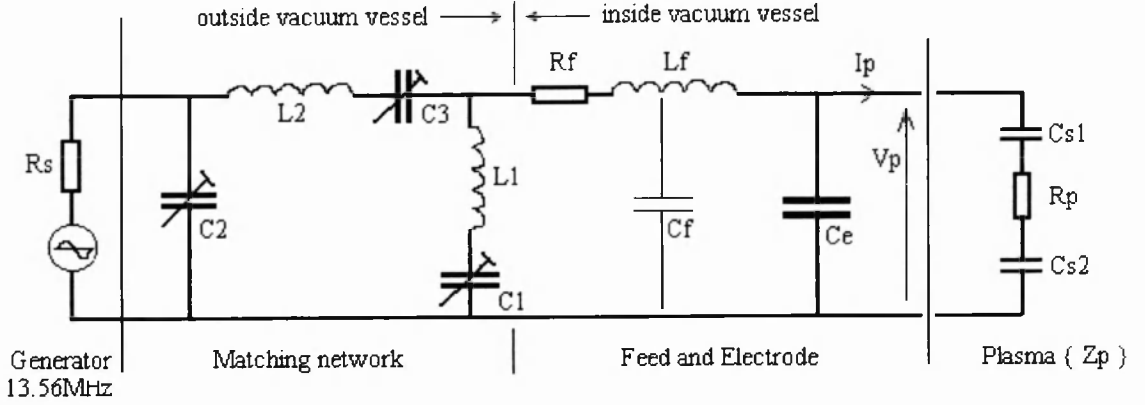 outside vacuum vessel
inside vacuum vessel
Rf
Lf
Ip
L2
C3
Cs1
Rs
L1
Vp
Rp
C2
Cf
Ce
Cs2
C1
Generator
13.56MHz
Matching network
Feed and Electrode
Plasma { Zp }